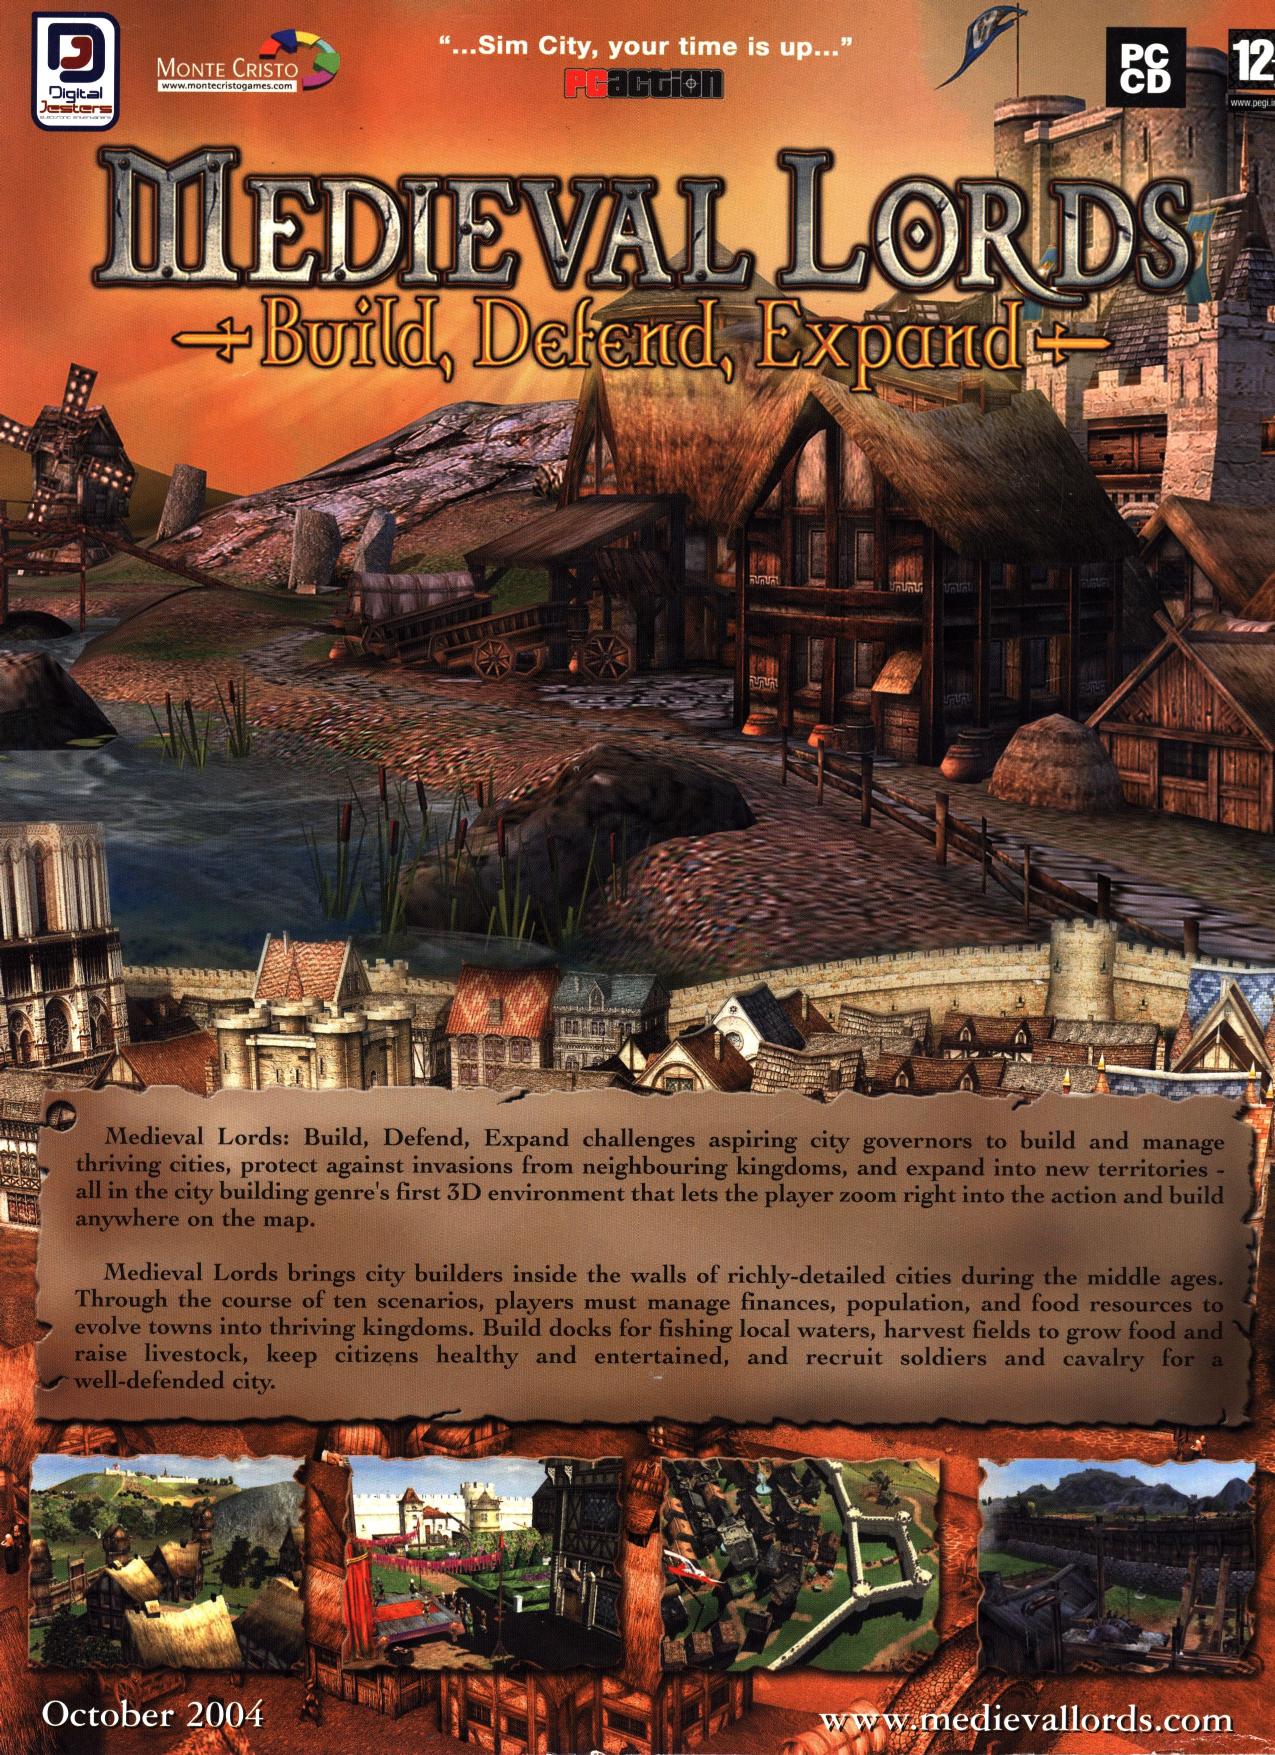 Digital
Jesters
MONTE CRISTO
www.montecristogames.com
“...Sim City, your time is up...”
PCaction
PC
CD
12+
MEDIEVAL LORDS
Build, Defend, Expand
Medieval Lords: Build, Defend, Expand challenges aspiring city governors to build and manage
thriving cities, protect against invasions from neighbouring kingdoms, and expand into new territories -
all in the city building genre's first 3D environment that lets the player zoom right into the action and build
anywhere on the map.
Medieval Lords brings city builders inside the walls of richly-detailed cities during the middle ages.
Through the course of ten scenarios, players must manage finances, population, and food resources to
evolve towns into thriving kingdoms. Build docks for fishing local waters, harvest fields to grow food and
raise livestock, keep citizens healthy and entertained, and recruit soldiers and cavalry for a
well-defended city.
October 2004
www.medievallords.com